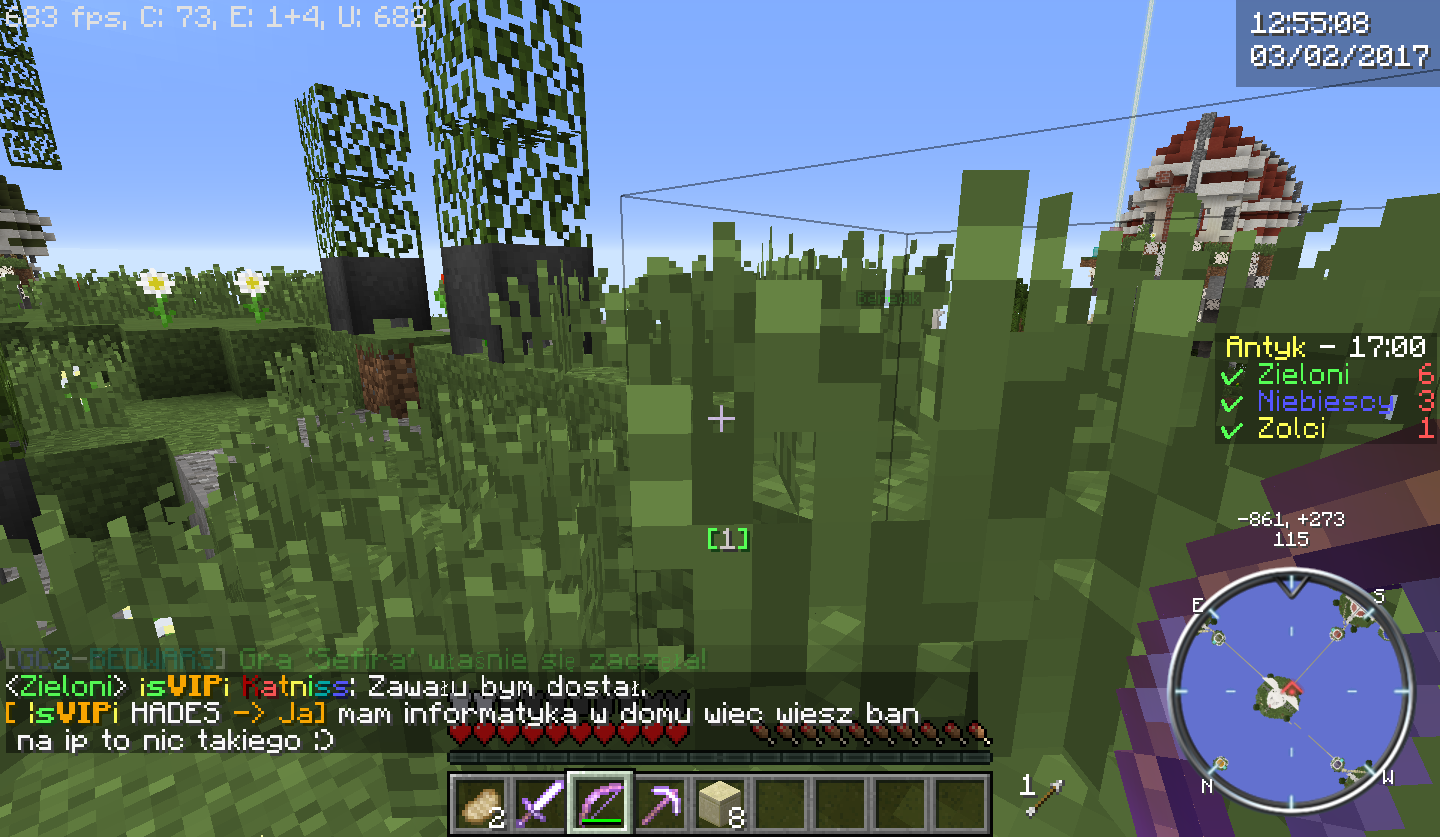 683 fps, C: 73, E: 1+4, U: 682
12:55:08
03/02/2017
Antyk - 17:00
Zieloni 6
Niebiescy 3
Zolci 1
-861, +273
115
[1]
E
S
N
W
[GC2-BEDWARS] Gra 'Sefira' właśnie się zaczęła!
<Zieloni> isVIPi Katniss: Zawału bym dostał.
[ isVIPi HADES -> Ja] mam informatyka w domu wiec wiesz ban
na ip to nic takiego :)
2
8
1